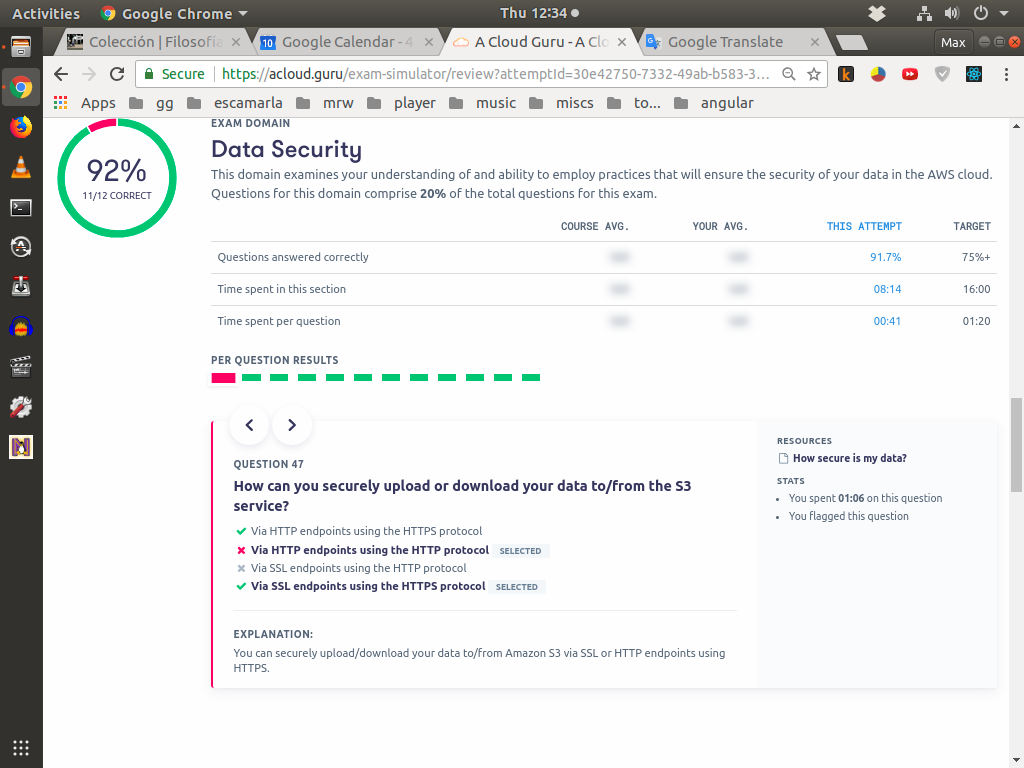 Activities Google Chrome Thu 12:34
Colección | Filosofía Google Calendar - 4 A Cloud Guru - A Clo Google Translate Max
Secure https://acloud.guru/exam-simulator/review?attemptId=30e42750-7332-49ab-b583-3...
Apps gg escamarla mrw player music miscs to... angular
EXAM DOMAIN
Data Security
92%
11/12 CORRECT
This domain examines your understanding of and ability to employ practices that will ensure the security of your data in the AWS cloud.
Questions for this domain comprise 20% of the total questions for this exam.
COURSE AVG. YOUR AVG. THIS ATTEMPT TARGET
Questions answered correctly 91.7% 75%+
Time spent in this section 08:14 16:00
Time spent per question 00:41 01:20
PER QUESTION RESULTS
QUESTION 47
How can you securely upload or download your data to/from the S3
service?
Via HTTP endpoints using the HTTPS protocol
Via HTTP endpoints using the HTTP protocol SELECTED
Via SSL endpoints using the HTTP protocol
Via SSL endpoints using the HTTPS protocol SELECTED
EXPLANATION:
You can securely upload/download your data to/from Amazon S3 via SSL or HTTP endpoints using
HTTPS.
RESOURCES
How secure is my data?
STATS
You spent 01:06 on this question
You flagged this question